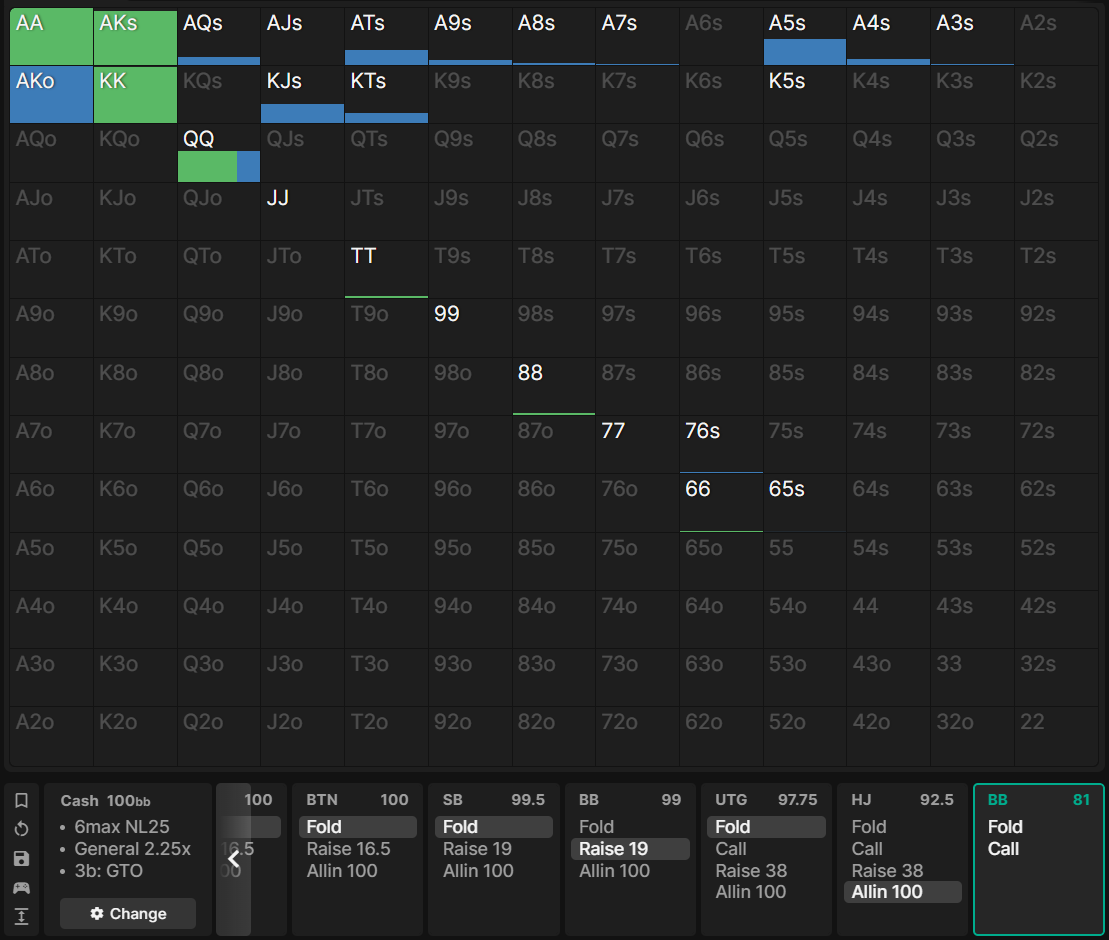 AA AKs AQs AJs ATs A9s A8s A7s A6s A5s A4s A3s A2s
AKo KK KQs KJs KTs K9s K8s K7s K6s K5s K4s K3s K2s
AQo KQo QQ QJs QTs Q9s Q8s Q7s Q6s Q5s Q4s Q3s Q2s
AJo KJo QJo JJ JTs J9s J8s J7s J6s J5s J4s J3s J2s
ATo KTo QTo JTo TT T9s T8s T7s T6s T5s T4s T3s T2s
A9o K9o Q9o J9o T9o 99 98s 97s 96s 95s 94s 93s 92s
A8o K8o Q8o J8o T8o 98o 88 87s 86s 85s 84s 83s 82s
A7o K7o Q7o J7o T7o 97o 87o 77 76s 75s 74s 73s 72s
A6o K6o Q6o J6o T6o 96o 86o 76o 66 65s 64s 63s 62s
A5o K5o Q5o J5o T5o 95o 85o 75o 65o 55 54s 53s 52s
A4o K4o Q4o J4o T4o 94o 84o 74o 64o 54o 44 43s 42s
A3o K3o Q3o J3o T3o 93o 83o 73o 63o 53o 43o 33 32s
A2o K2o Q2o J2o T2o 92o 82o 72o 62o 52o 42o 32o 22
Cash 100bb
• 6max NL25
• General 2.25x
• 3b: GTO
Change
100
16.5
00
BTN 100
Fold
Raise 16.5
Allin 100
SB 99.5
Fold
Raise 19
Allin 100
BB 99
Fold
Raise 19
Allin 100
UTG 97.75
Fold
Call
Raise 38
Allin 100
HJ 92.5
Fold
Call
Raise 38
Allin 100
BB 81
Fold
Call